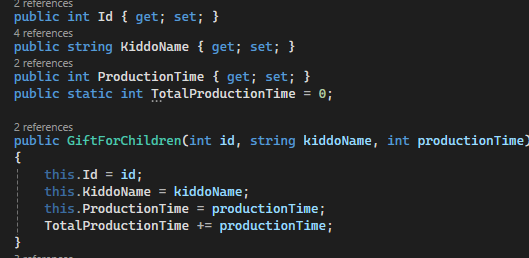 2 references
public int Id { get; set; }
4 references
public string KiddoName { get; set; }
2 references
public int ProductionTime { get; set; }
public static int TotalProductionTime = 0;
2 references
public GiftForChildren(int id, string kiddoName, int productionTime)
{
this.Id = id;
this.KiddoName = kiddoName;
this.ProductionTime = productionTime;
TotalProductionTime += productionTime;
}